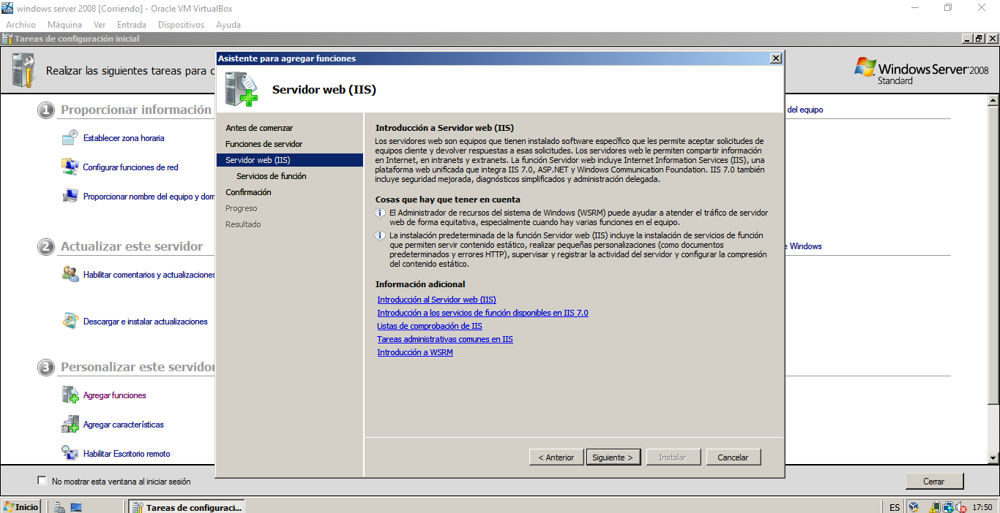 windows server 2008 [Corriendo] - Oracle VM VirtualBox
Archivo Máquina Ver Entrada Dispositivos Ayuda
Tareas de configuración inicial
Realizar las siguientes tareas para c
Windows Server 2008
Standard
1 Proporcionar información
del equipo
Establecer zona horaria
Configurar funciones de red
Proporcionar nombre del equipo y dom
2 Actualizar este servidor
e Windows
Habilitar comentarios y actualizaciones
Descargar e instalar actualizaciones
3 Personalizar este servidor
Agregar funciones
Agregar características
Habilitar Escritorio remoto
Asistente para agregar funciones
Servidor web (IIS)
Antes de comenzar
Funciones de servidor
Servidor web (IIS)
Servicios de función
Confirmación
Progreso
Resultado
Introducción a Servidor web (IIS)
Los servidores web son equipos que tienen instalado software específico que les permite aceptar solicitudes de
equipos cliente y devolver respuestas a esas solicitudes. Los servidores web le permiten compartir información
en Internet, en intranets y extranets. La función Servidor web incluye Internet Information Services (IIS), una
plataforma web unificada que integra IIS 7.0, ASP.NET y Windows Communication Foundation. IIS 7.0 también
incluye seguridad mejorada, diagnósticos simplificados y administración delegada.
Cosas que hay que tener en cuenta
El Administrador de recursos del sistema de Windows (WSRM) puede ayudar a atender el tráfico de servidor
web de forma equitativa, especialmente cuando hay varias funciones en el equipo.
La instalación predeterminada de la función Servidor web (IIS) incluye la instalación de servicios de función
que permiten servir contenido estático, realizar pequeñas personalizaciones (como documentos
predeterminados y errores HTTP), supervisar y registrar la actividad del servidor y configurar la compresión
del contenido estático.
Información adicional
Introducción al Servidor web (IIS)
Introducción a los servicios de función disponibles en IIS 7.0
Listas de comprobación de IIS
Tareas administrativas comunes en IIS
Introducción a WSRM
< Anterior Siguiente > Instalar Cancelar
No mostrar esta ventana al iniciar sesión
Cerrar
Inicio Tareas de configuraci... ES 17:50